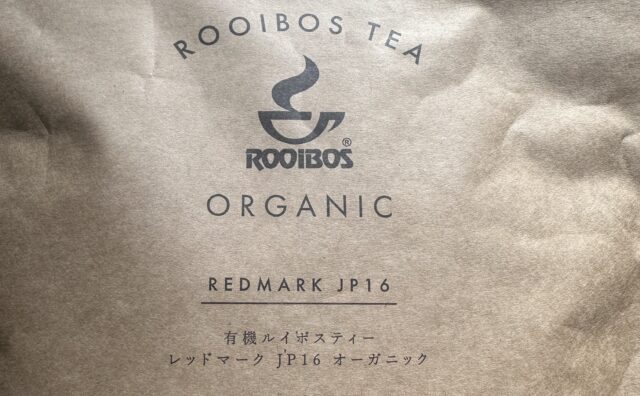 ROOIBOS TEA
ROOiBOS®
ORGANIC
REDMARK JP16
有機ルイボスティー
レッドマーク JP16 オーガニック